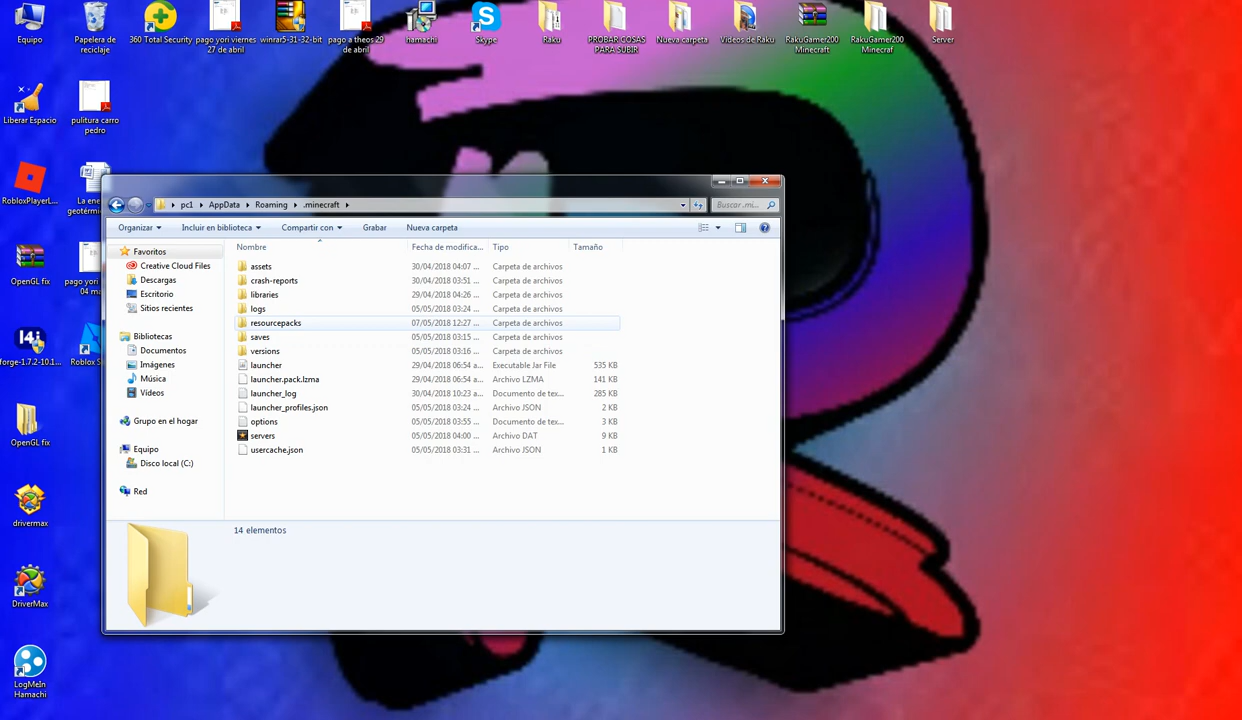 Equipo
Papelera de
reciclaje
360 Total Security
pago yori viernes
27 de abril
winrar5-31-32-bit
pago a theos 29
de abril
hamachi
Skype
Raku
PROBAR COSAS
PARA SUBIR
Nueva carpeta
Videos de Raku
RakuGamer200
Minecraft
RakuGamer200
Minecraf
Server
Liberar Espacio
pulitura carro
pedro
RobloxPlayerL...
La ene
geotérmi
OpenGL fix
pago yori
04 ma
forge-1.7.2-10.1...
Roblox S
OpenGL fix
drivermax
DriverMax
LogMeIn
Hamachi
pc1
AppData
Roaming
.minecraft
Buscar .mi...
Organizar
Incluir en biblioteca
Compartir con
Grabar
Nueva carpeta
Favoritos
Creative Cloud Files
Descargas
Escritorio
Sitios recientes
Bibliotecas
Documentos
Imágenes
Música
Vídeos
Grupo en el hogar
Equipo
Disco local (C:)
Red
Nombre Fecha de modifica... Tipo Tamaño
assets 30/04/2018 04:07 ... Carpeta de archivos
crash-reports 30/04/2018 03:51 ... Carpeta de archivos
libraries 29/04/2018 04:26 ... Carpeta de archivos
logs 05/05/2018 03:24 ... Carpeta de archivos
resourcepacks 07/05/2018 12:27 ... Carpeta de archivos
saves 05/05/2018 03:15 ... Carpeta de archivos
versions 05/05/2018 03:16 ... Carpeta de archivos
launcher 29/04/2018 06:54 a... Executable Jar File 535 KB
launcher.pack.lzma 29/04/2018 06:54 a... Archivo LZMA 141 KB
launcher_log 30/04/2018 10:23 a... Documento de tex... 285 KB
launcher_profiles.json 05/05/2018 03:24 ... Archivo JSON 2 KB
options 05/05/2018 03:55 ... Documento de tex... 3 KB
servers 05/05/2018 04:00 ... Archivo DAT 9 KB
usercache.json 05/05/2018 03:31 ... Archivo JSON 1 KB
14 elementos